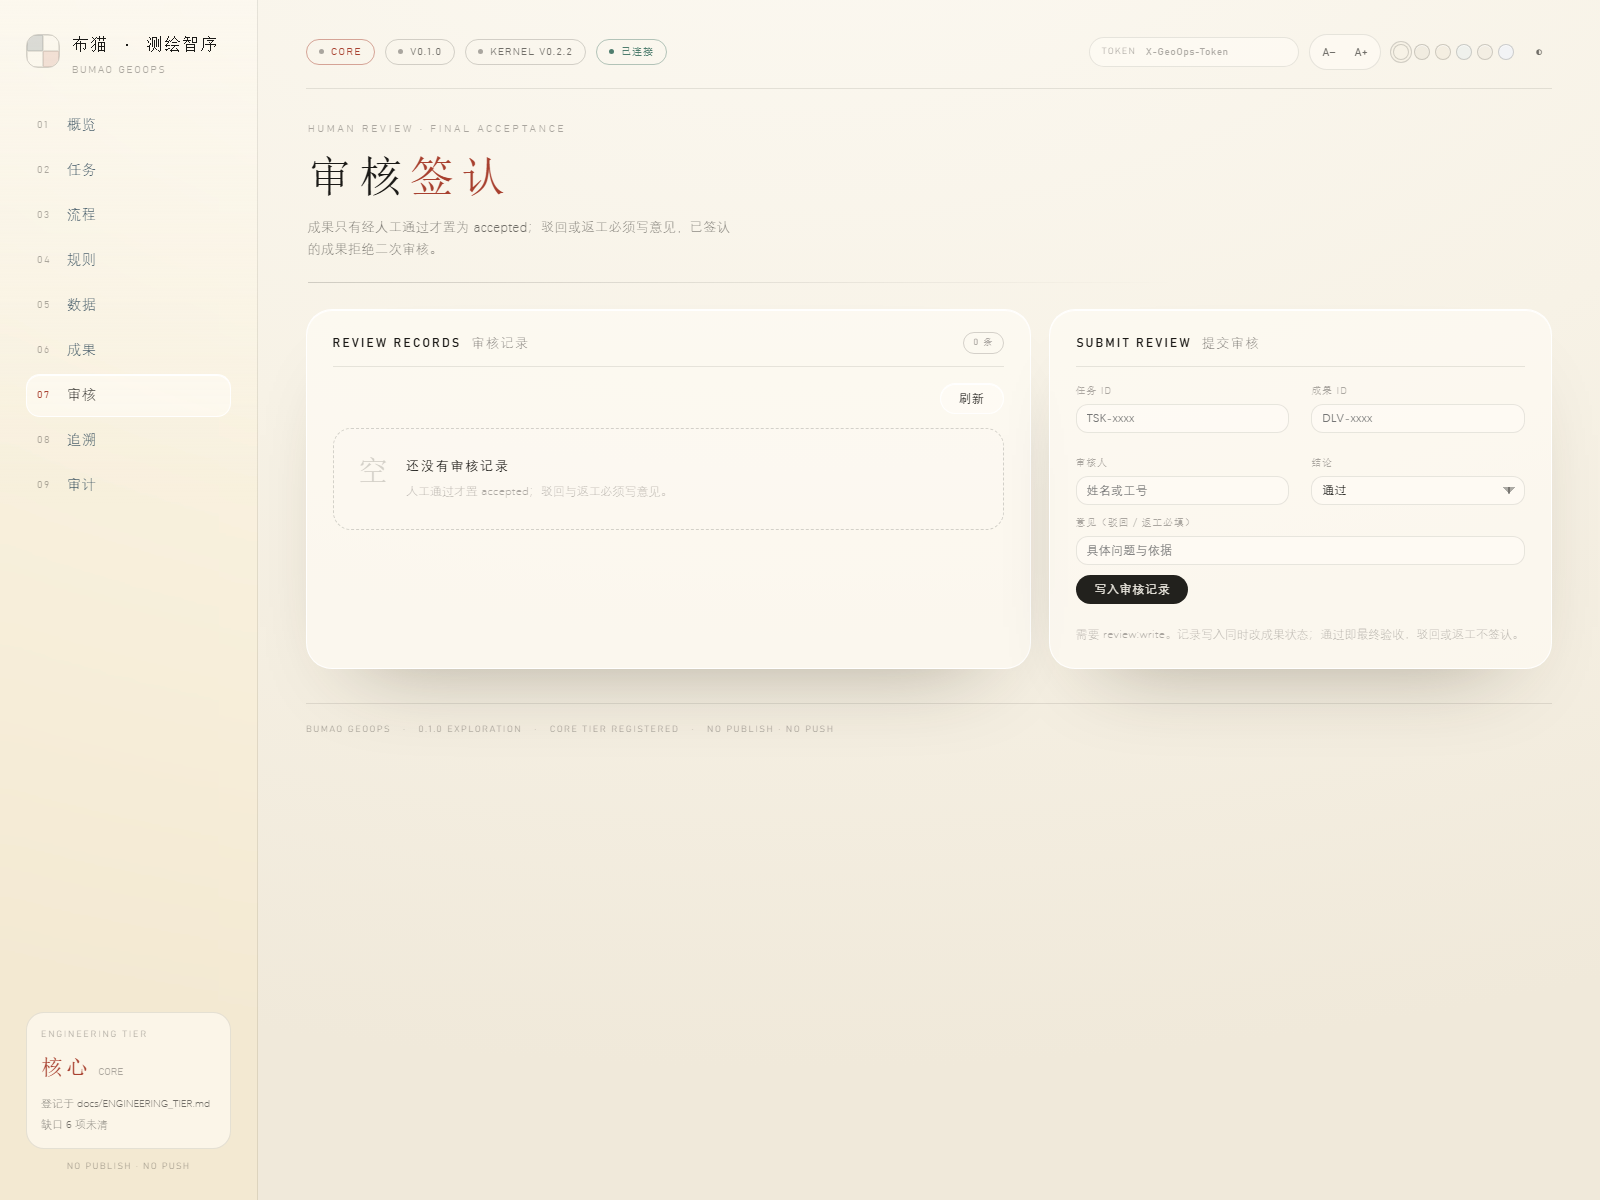 布猫 · 测绘智序
BUMAO GEOOPS
01 概览
02 任务
03 流程
04 规则
05 数据
06 成果
07 审核
08 追溯
09 审计
ENGINEERING TIER
核心 CORE
登记于 docs/ENGINEERING_TIER.md
缺口 6 项未清
NO PUBLISH · NO PUSH
CORE V0.1.0 KERNEL V0.2.2 已连接
TOKEN X-GeoOps-Token A− A+
HUMAN REVIEW · FINAL ACCEPTANCE
审核签认
成果只有经人工通过才置为 accepted；驳回或返工必须写意见，已签认
的成果拒绝二次审核。
REVIEW RECORDS 审核记录 0 条
刷新
空 还没有审核记录
人工通过才置 accepted；驳回与返工必须写意见。
SUBMIT REVIEW 提交审核
任务 ID 成果 ID
TSK-xxxx DLV-xxxx
审核人 结论
姓名或工号 通过
意见（驳回 / 返工必填）
具体问题与依据
写入审核记录
需要 review:write。记录写入同时改成果状态；通过即最终验收，驳回或返工不签认。
BUMAO GEOOPS · 0.1.0 EXPLORATION · CORE TIER REGISTERED · NO PUBLISH · NO PUSH